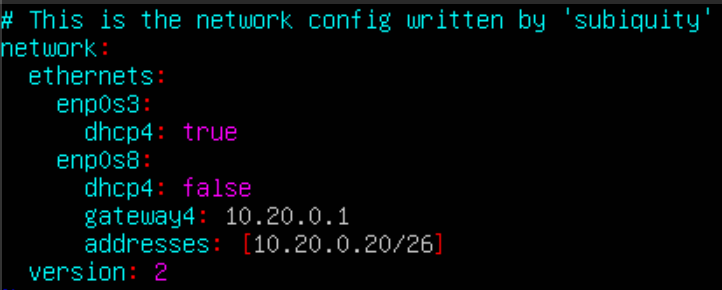 # This is the network config written by 'subiquity'
network:
  ethernets:
    enp0s3:
      dhcp4: true
    enp0s8:
      dhcp4: false
      gateway4: 10.20.0.1
      addresses: [10.20.0.20/26]
  version: 2